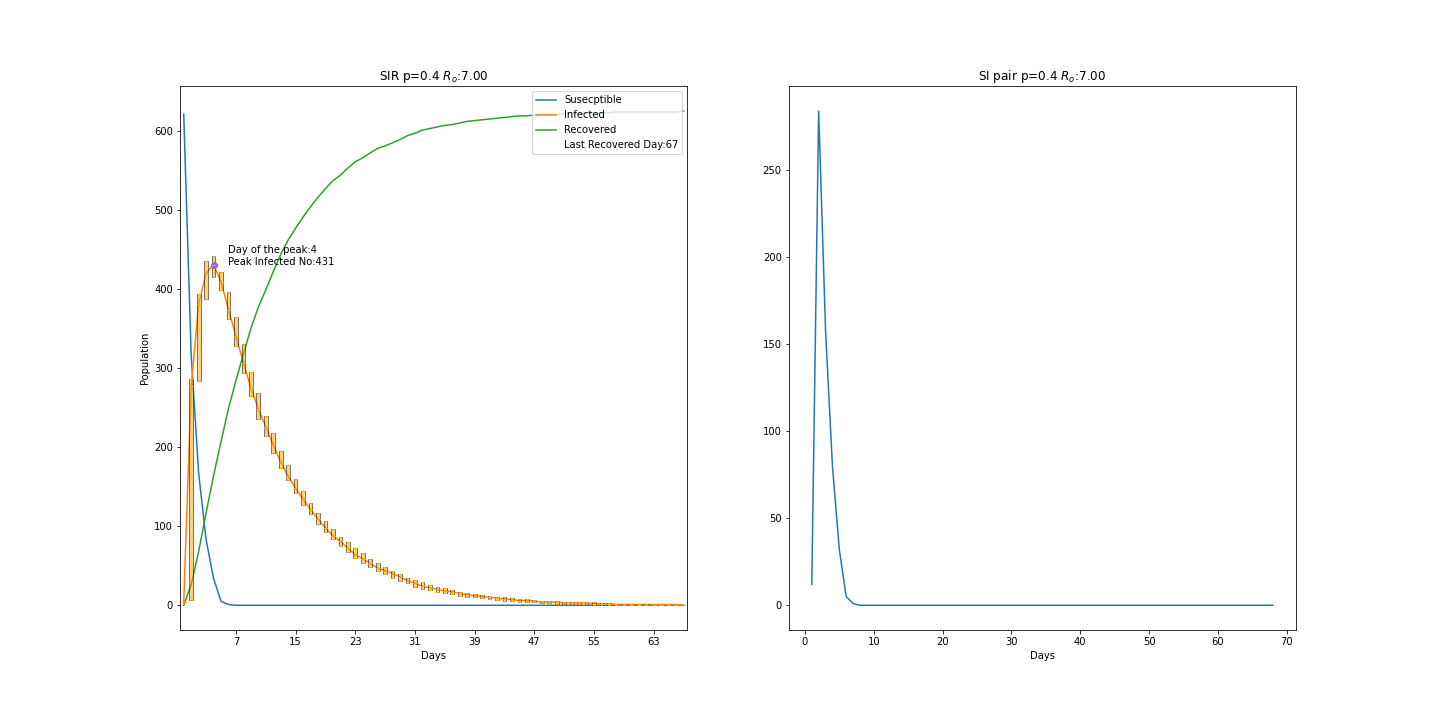 SIR p=0.4 Rₒ:7.00
Susecptible
Infected
Recovered
Last Recovered Day:67
Day of the peak:4
Peak Infected No:431
Population
600
500
400
300
200
100
0
7 15 23 31 39 47 55 63
Days
SI pair p=0.4 Rₒ:7.00
250
200
150
100
50
0
0 10 20 30 40 50 60 70
Days